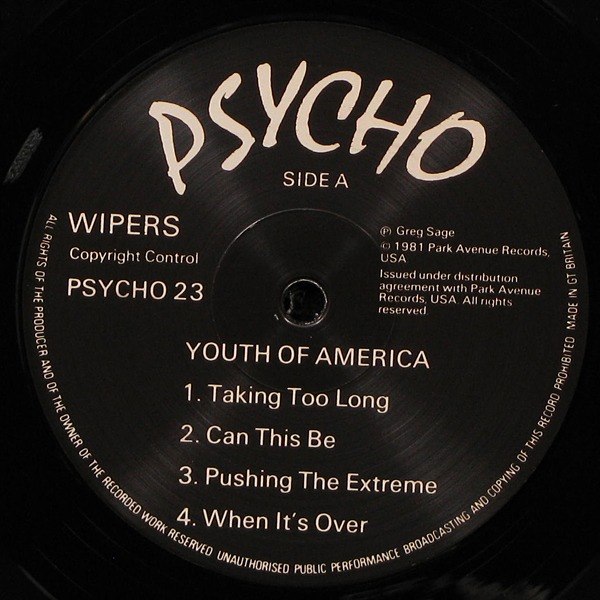 PSYCHO
SIDE A
WIPERS
Copyright Control
PSYCHO 23
℗ Greg Sage
© 1981 Park Avenue Records,
USA
Issued under distribution
agreement with Park Avenue
Records, USA. All rights
reserved.
YOUTH OF AMERICA
1. Taking Too Long
2. Can This Be
3. Pushing The Extreme
4. When It's Over
ALL RIGHTS OF THE PRODUCER AND OF THE OWNER OF THE RECORDED WORK RESERVED UNAUTHORISED PUBLIC PERFORMANCE BROADCASTING AND COPYING OF THIS RECORD PROHIBITED MADE IN GT BRITAIN